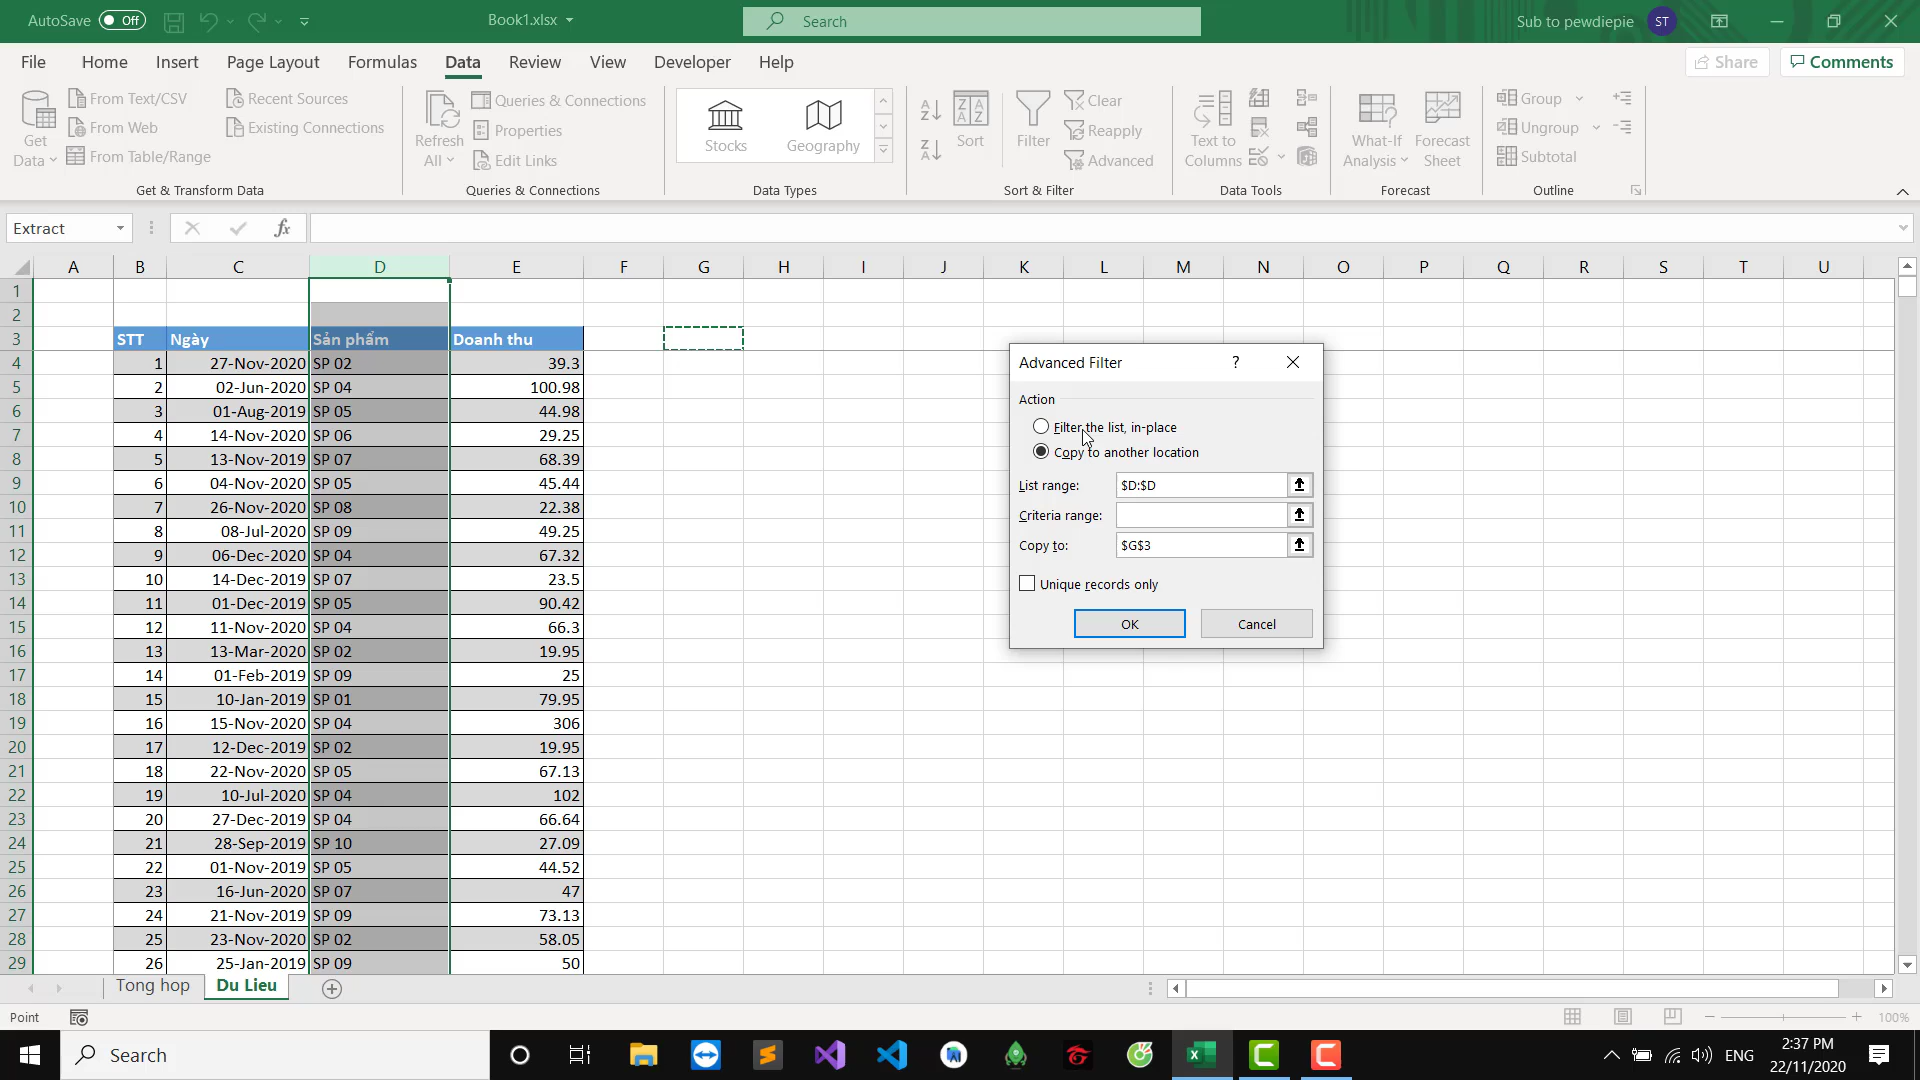 AutoSave Off Book1.xlsx Search Sub to pewdiepie ST
File Home Insert Page Layout Formulas Data Review View Developer Help Share Comments
Get Data
From Text/CSV
From Web
From Table/Range
Recent Sources
Existing Connections
Get & Transform Data
Refresh All
Queries & Connections
Properties
Edit Links
Queries & Connections
Stocks
Geography
Data Types
Sort
Filter
Clear
Reapply
Advanced
Sort & Filter
Text to Columns
Data Tools
What-If Analysis
Forecast Sheet
Forecast
Group
Ungroup
Subtotal
Outline
Extract fx
A B C D E F G H I J K L M N O P Q R S T U
1
2
3 STT Ngày Sản phẩm Doanh thu
4 1 27-Nov-2020 SP 02 39.3
5 2 02-Jun-2020 SP 04 100.98
6 3 01-Aug-2019 SP 05 44.98
7 4 14-Nov-2020 SP 06 29.25
8 5 13-Nov-2019 SP 07 68.39
9 6 04-Nov-2020 SP 05 45.44
10 7 26-Nov-2020 SP 08 22.38
11 8 08-Jul-2020 SP 09 49.25
12 9 06-Dec-2020 SP 04 67.32
13 10 14-Dec-2019 SP 07 23.5
14 11 01-Dec-2019 SP 05 90.42
15 12 11-Nov-2020 SP 04 66.3
16 13 13-Mar-2020 SP 02 19.95
17 14 01-Feb-2019 SP 09 25
18 15 10-Jan-2019 SP 01 79.95
19 16 15-Nov-2020 SP 04 306
20 17 12-Dec-2019 SP 02 19.95
21 18 22-Nov-2020 SP 05 67.13
22 19 10-Jul-2020 SP 04 102
23 20 27-Dec-2019 SP 04 66.64
24 21 28-Sep-2019 SP 10 27.09
25 22 01-Nov-2019 SP 05 44.52
26 23 16-Jun-2020 SP 07 47
27 24 21-Nov-2019 SP 09 73.13
28 25 23-Nov-2020 SP 02 58.05
29 26 25-Jan-2019 SP 09 50
Advanced Filter ?
Action
Filter the list, in-place
Copy to another location
List range: $D:$D
Criteria range:
Copy to: $G$3
Unique records only
OK Cancel
Tong hop Du Lieu
Point 100%
Search ENG 2:37 PM
22/11/2020